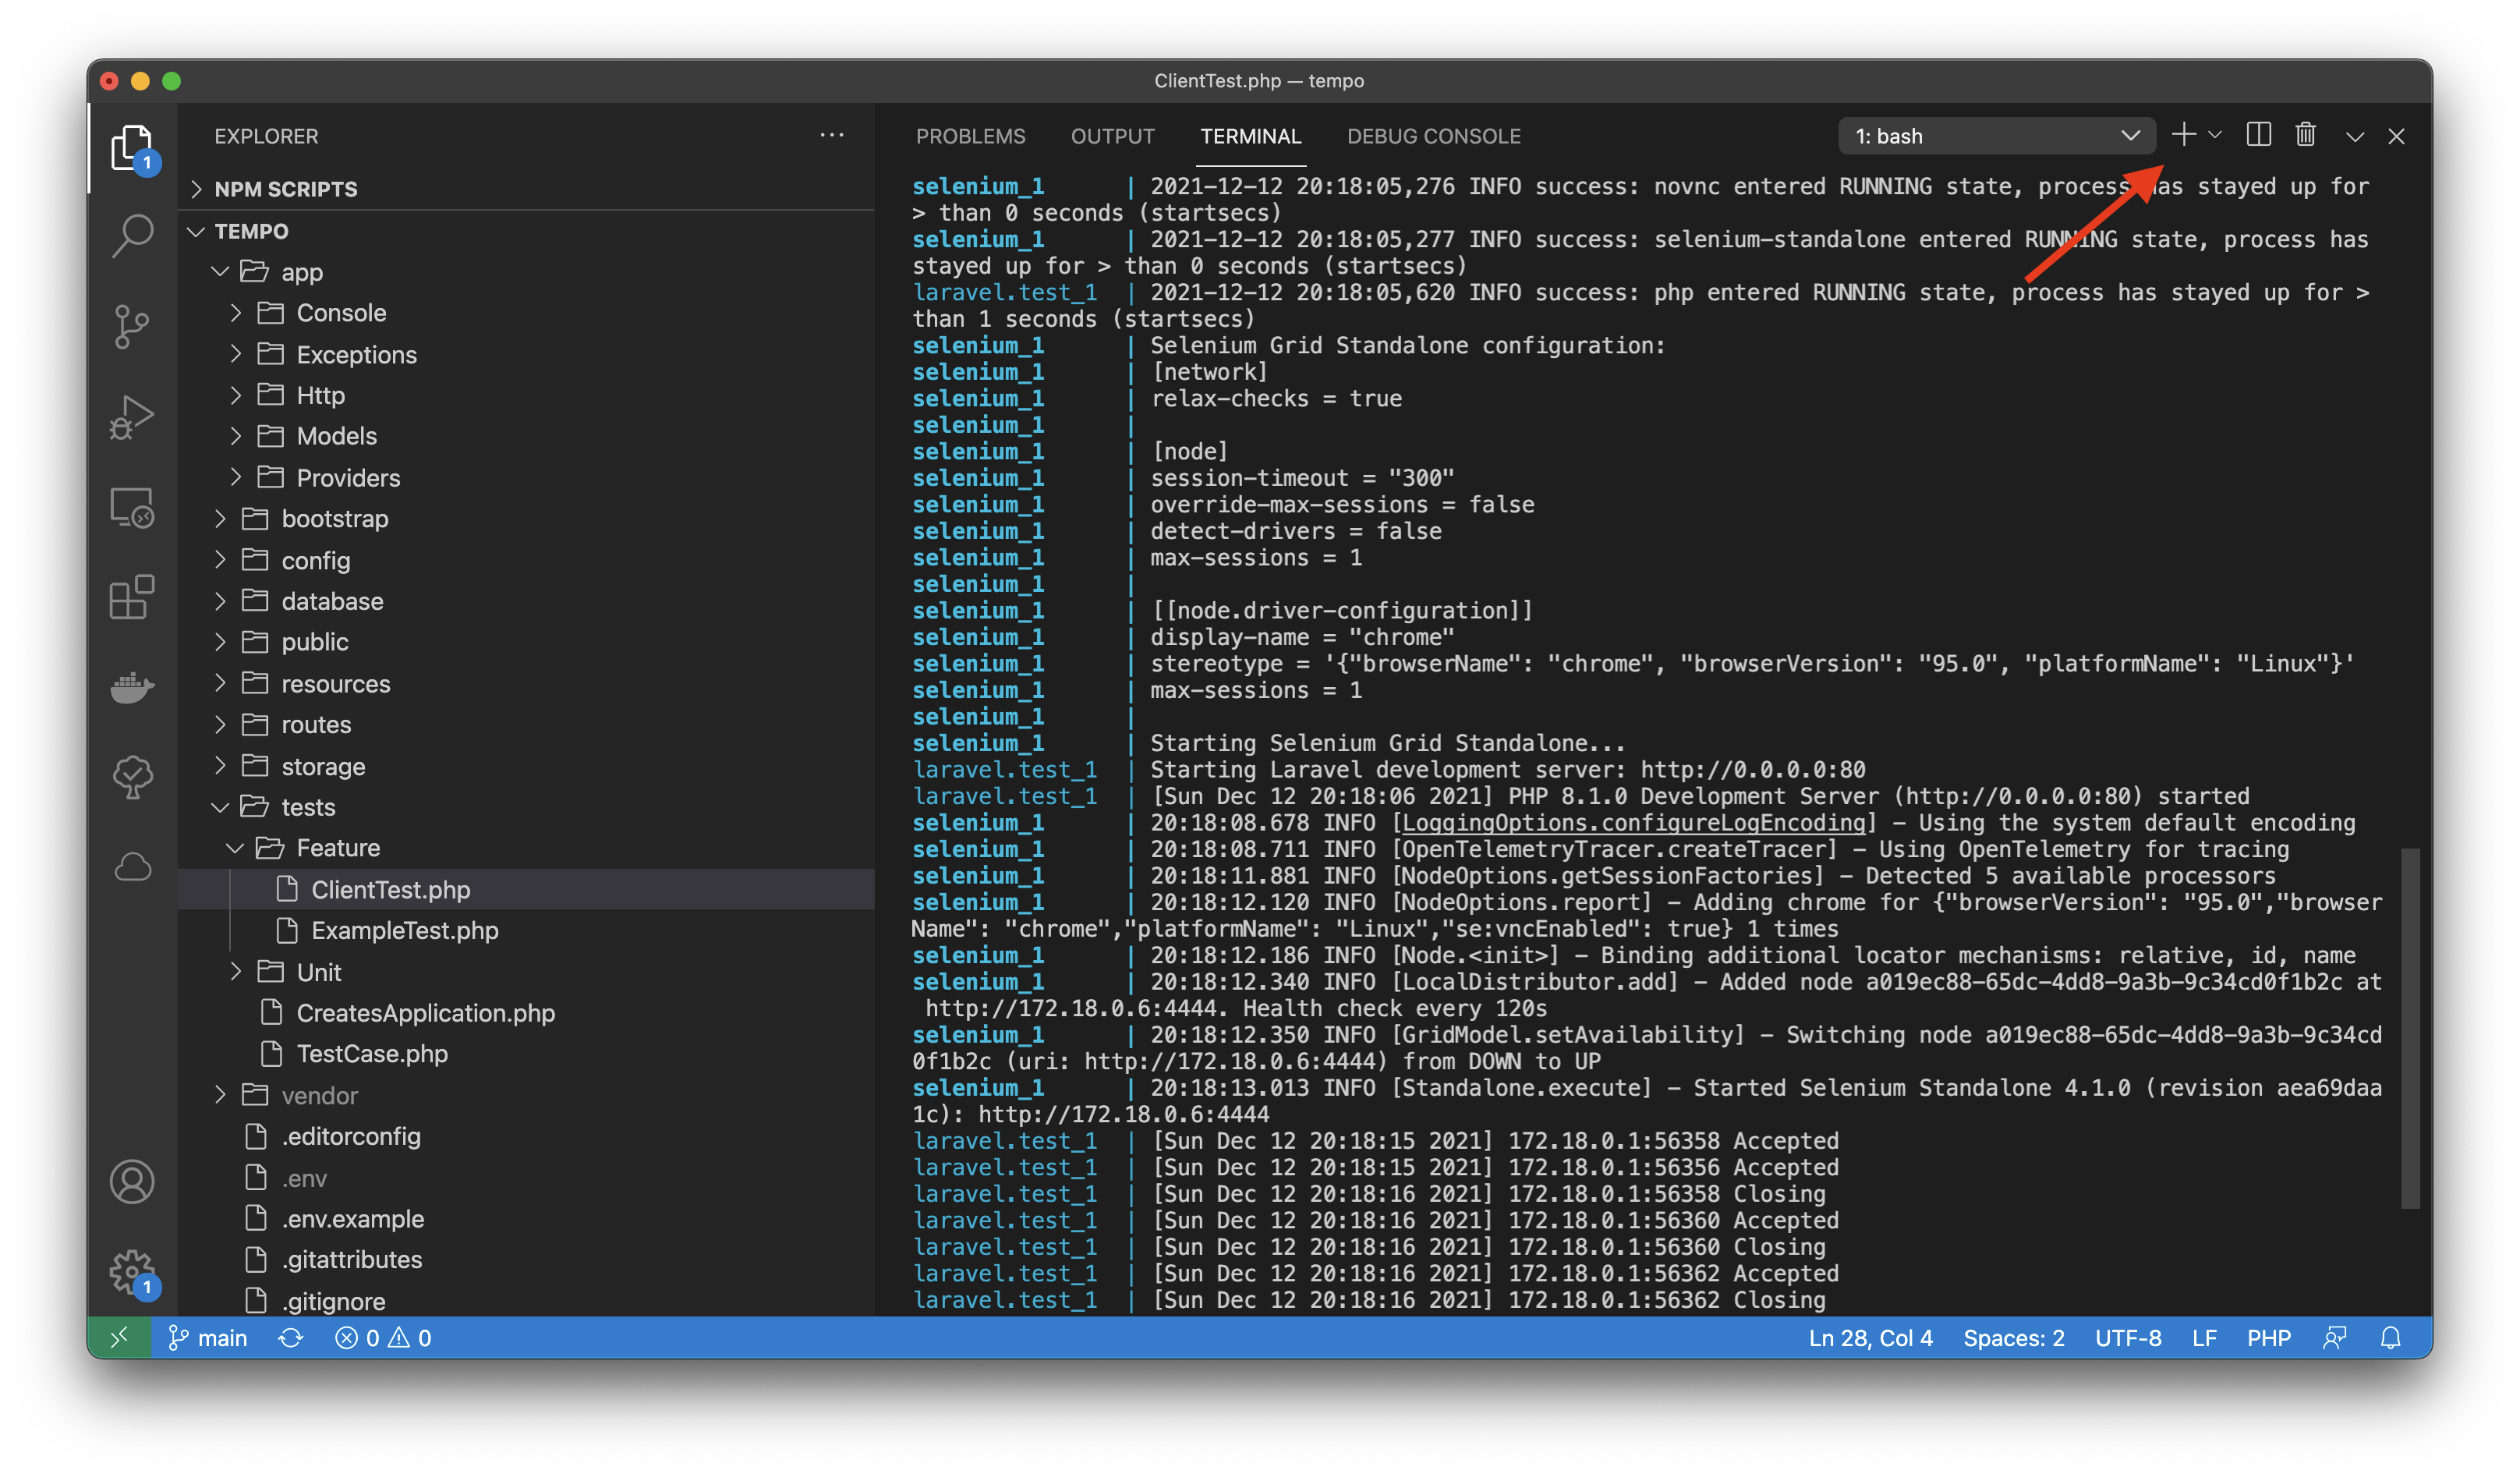 ClientTest.php — tempo
EXPLORER
NPM SCRIPTS
TEMPO
app
Console
Exceptions
Http
Models
Providers
bootstrap
config
database
public
resources
routes
storage
tests
Feature
ClientTest.php
ExampleTest.php
Unit
CreatesApplication.php
TestCase.php
vendor
.editorconfig
.env
.env.example
.gitattributes
.gitignore
1
1
PROBLEMS OUTPUT TERMINAL DEBUG CONSOLE 1: bash
selenium_1 | 2021-12-12 20:18:05,276 INFO success: novnc entered RUNNING state, process has stayed up for
> than 0 seconds (startsecs)
selenium_1 | 2021-12-12 20:18:05,277 INFO success: selenium-standalone entered RUNNING state, process has
stayed up for > than 0 seconds (startsecs)
laravel.test_1 | 2021-12-12 20:18:05,620 INFO success: php entered RUNNING state, process has stayed up for >
than 1 seconds (startsecs)
selenium_1 | Selenium Grid Standalone configuration:
selenium_1 | [network]
selenium_1 | relax-checks = true
selenium_1 |
selenium_1 | [node]
selenium_1 | session-timeout = "300"
selenium_1 | override-max-sessions = false
selenium_1 | detect-drivers = false
selenium_1 | max-sessions = 1
selenium_1 |
selenium_1 | [[node.driver-configuration]]
selenium_1 | display-name = "chrome"
selenium_1 | stereotype = '{"browserName": "chrome", "browserVersion": "95.0", "platformName": "Linux"}'
selenium_1 | max-sessions = 1
selenium_1 |
selenium_1 | Starting Selenium Grid Standalone...
laravel.test_1 | Starting Laravel development server: http://0.0.0.0:80
laravel.test_1 | [Sun Dec 12 20:18:06 2021] PHP 8.1.0 Development Server (http://0.0.0.0:80) started
selenium_1 | 20:18:08.678 INFO [LoggingOptions.configureLogEncoding] - Using the system default encoding
selenium_1 | 20:18:08.711 INFO [OpenTelemetryTracer.createTracer] - Using OpenTelemetry for tracing
selenium_1 | 20:18:11.881 INFO [NodeOptions.getSessionFactories] - Detected 5 available processors
selenium_1 | 20:18:12.120 INFO [NodeOptions.report] - Adding chrome for {"browserVersion": "95.0","browser
Name": "chrome","platformName": "Linux","se:vncEnabled": true} 1 times
selenium_1 | 20:18:12.186 INFO [Node.<init>] - Binding additional locator mechanisms: relative, id, name
selenium_1 | 20:18:12.340 INFO [LocalDistributor.add] - Added node a019ec88-65dc-4dd8-9a3b-9c34cd0f1b2c at
http://172.18.0.6:4444. Health check every 120s
selenium_1 | 20:18:12.350 INFO [GridModel.setAvailability] - Switching node a019ec88-65dc-4dd8-9a3b-9c34cd
0f1b2c (uri: http://172.18.0.6:4444) from DOWN to UP
selenium_1 | 20:18:13.013 INFO [Standalone.execute] - Started Selenium Standalone 4.1.0 (revision aea69daa
1c): http://172.18.0.6:4444
laravel.test_1 | [Sun Dec 12 20:18:15 2021] 172.18.0.1:56358 Accepted
laravel.test_1 | [Sun Dec 12 20:18:15 2021] 172.18.0.1:56356 Accepted
laravel.test_1 | [Sun Dec 12 20:18:16 2021] 172.18.0.1:56358 Closing
laravel.test_1 | [Sun Dec 12 20:18:16 2021] 172.18.0.1:56360 Accepted
laravel.test_1 | [Sun Dec 12 20:18:16 2021] 172.18.0.1:56360 Closing
laravel.test_1 | [Sun Dec 12 20:18:16 2021] 172.18.0.1:56362 Accepted
laravel.test_1 | [Sun Dec 12 20:18:16 2021] 172.18.0.1:56362 Closing
main 0 0 Ln 28, Col 4 Spaces: 2 UTF-8 LF PHP